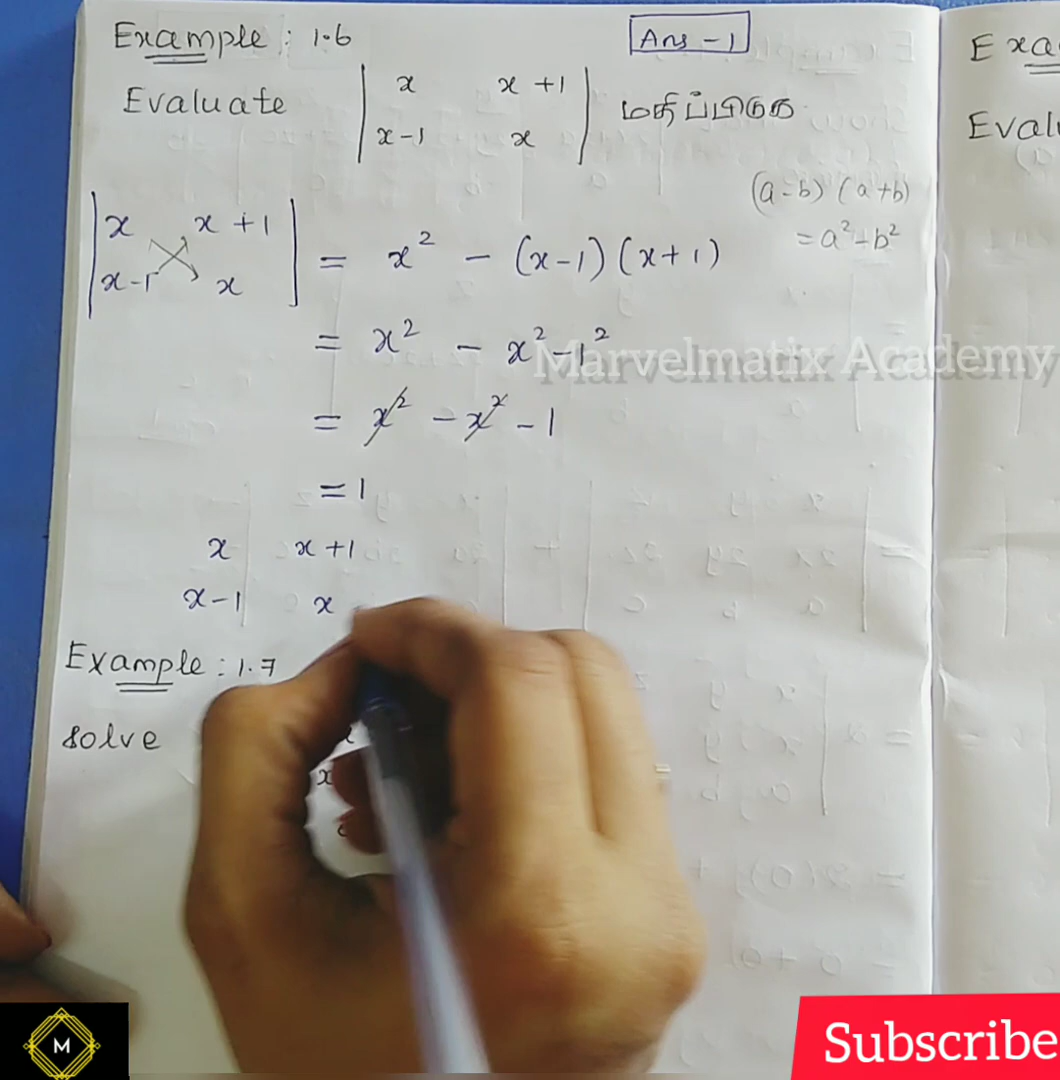 Example : 1.6
Ans - 1
Evaluate | x x + 1 | மதிப்பிடுக
| x - 1 x |
(a - b) (a + b)
= a² - b²
| x x + 1 |
| x - 1 x | = x² - (x - 1) (x + 1)
= x² - x² - 1²
= x² - x² - 1
= 1
x x + 1
x - 1 x
Example : 1.7
Solve
x
=
Exa
Evalu
Marvelmatix Academy
M
Subscribe